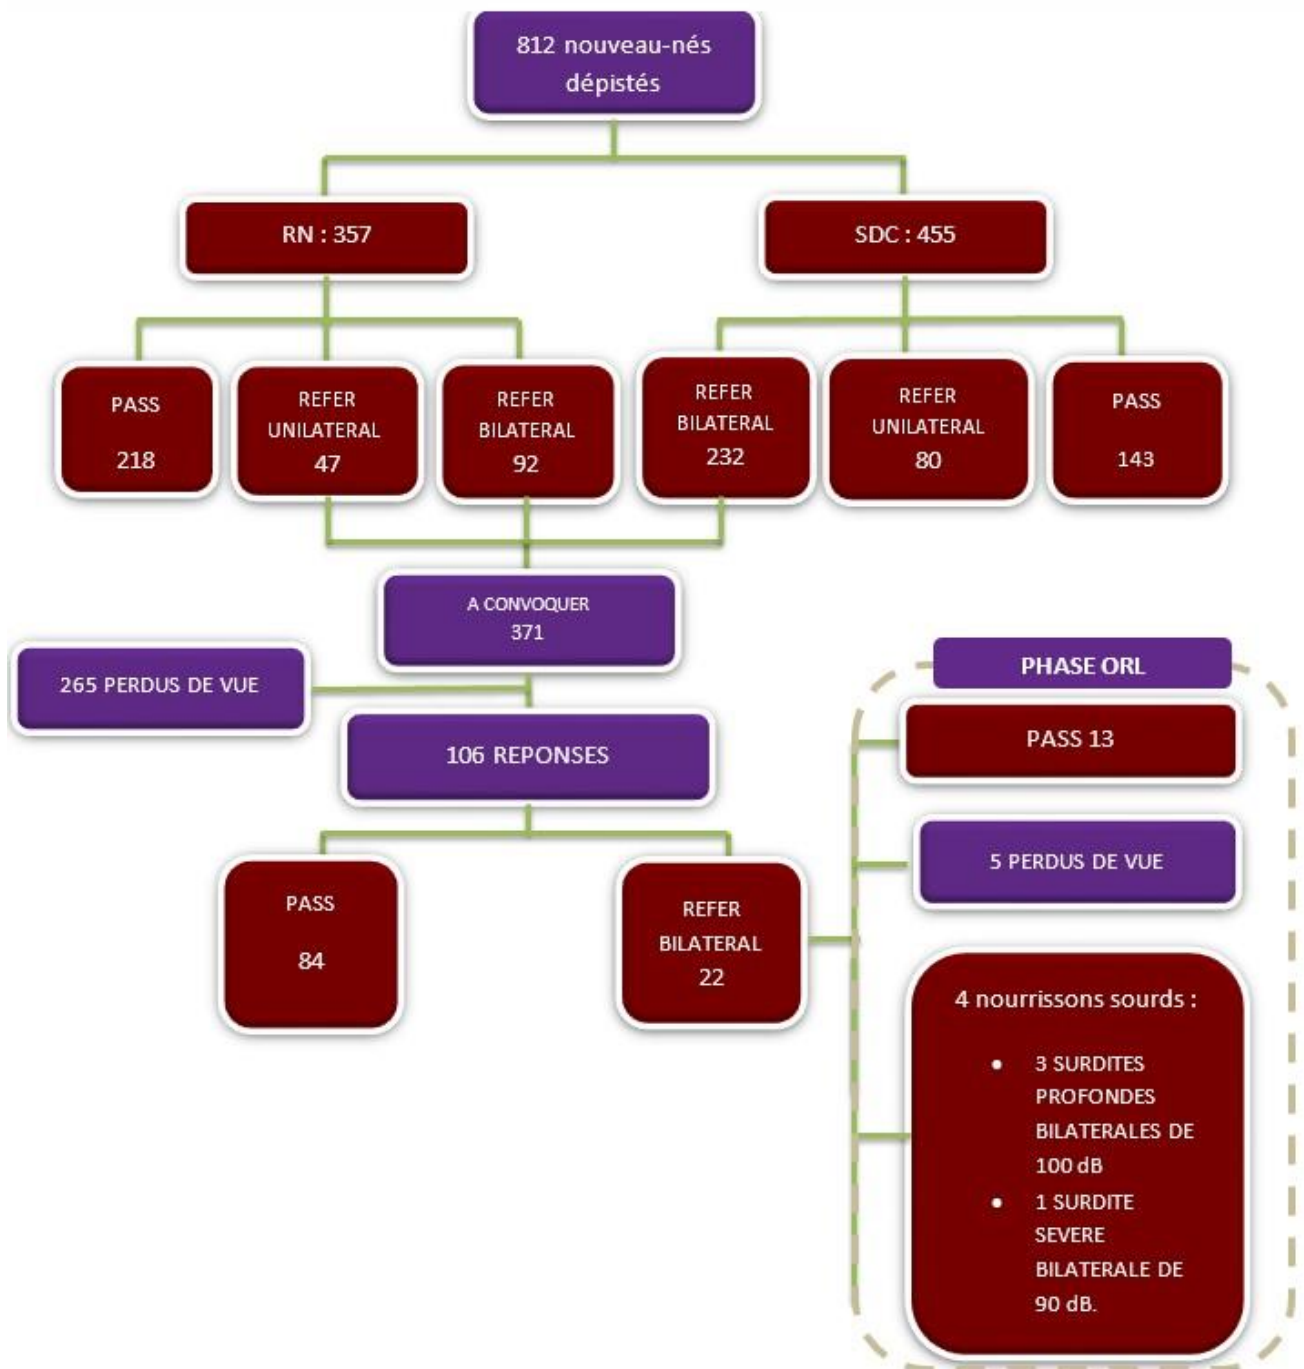 812 nouveau-nés
dépistés
RN : 357
SDC : 455
PASS
218
REFER
UNILATERAL
47
REFER
BILATERAL
92
REFER
BILATERAL
232
REFER
UNILATERAL
80
PASS
143
A CONVOQUER
371
265 PERDUS DE VUE
106 REPONSES
PASS
84
REFER
BILATERAL
22
PHASE ORL
PASS 13
5 PERDUS DE VUE
4 nourrissons sourds :
• 3 SURDITES
PROFONDES
BILATERALES DE
100 dB
• 1 SURDITE
SEVERE
BILATERALE DE
90 dB.